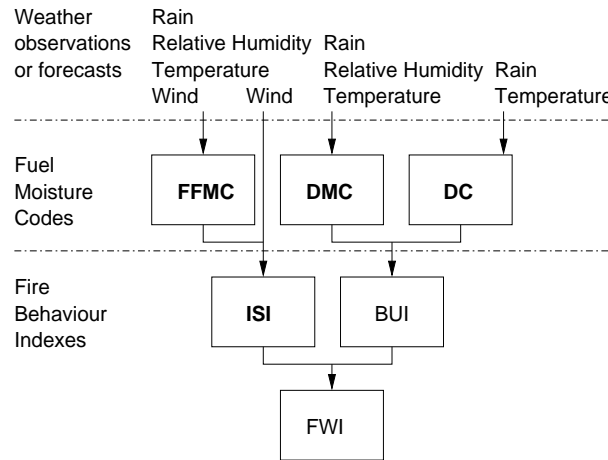 Weather
observations
or forecasts
Rain
Relative Humidity
Temperature
Wind
Wind
Rain
Relative Humidity
Temperature
Rain
Temperature
Fuel
Moisture
Codes
FFMC
DMC
DC
Fire
Behaviour
Indexes
ISI
BUI
FWI